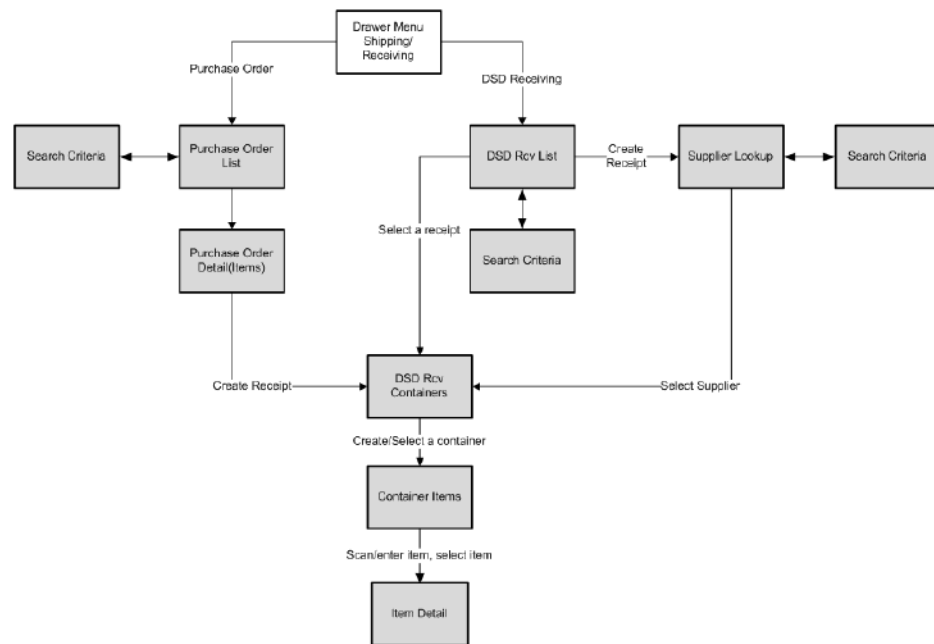 Drawer Menu
Shipping/
Receiving
Purchase Order
DSD Receiving
Search Criteria
Purchase Order
List
DSD Rcv List
Create
Receipt
Supplier Lookup
Search Criteria
Select a receipt
Purchase Order
Detail(Items)
Search Criteria
Create Receipt
DSD Rcv
Containers
Select Supplier
Create/Select a container
Container Items
Scan/enter item, select item
Item Detail